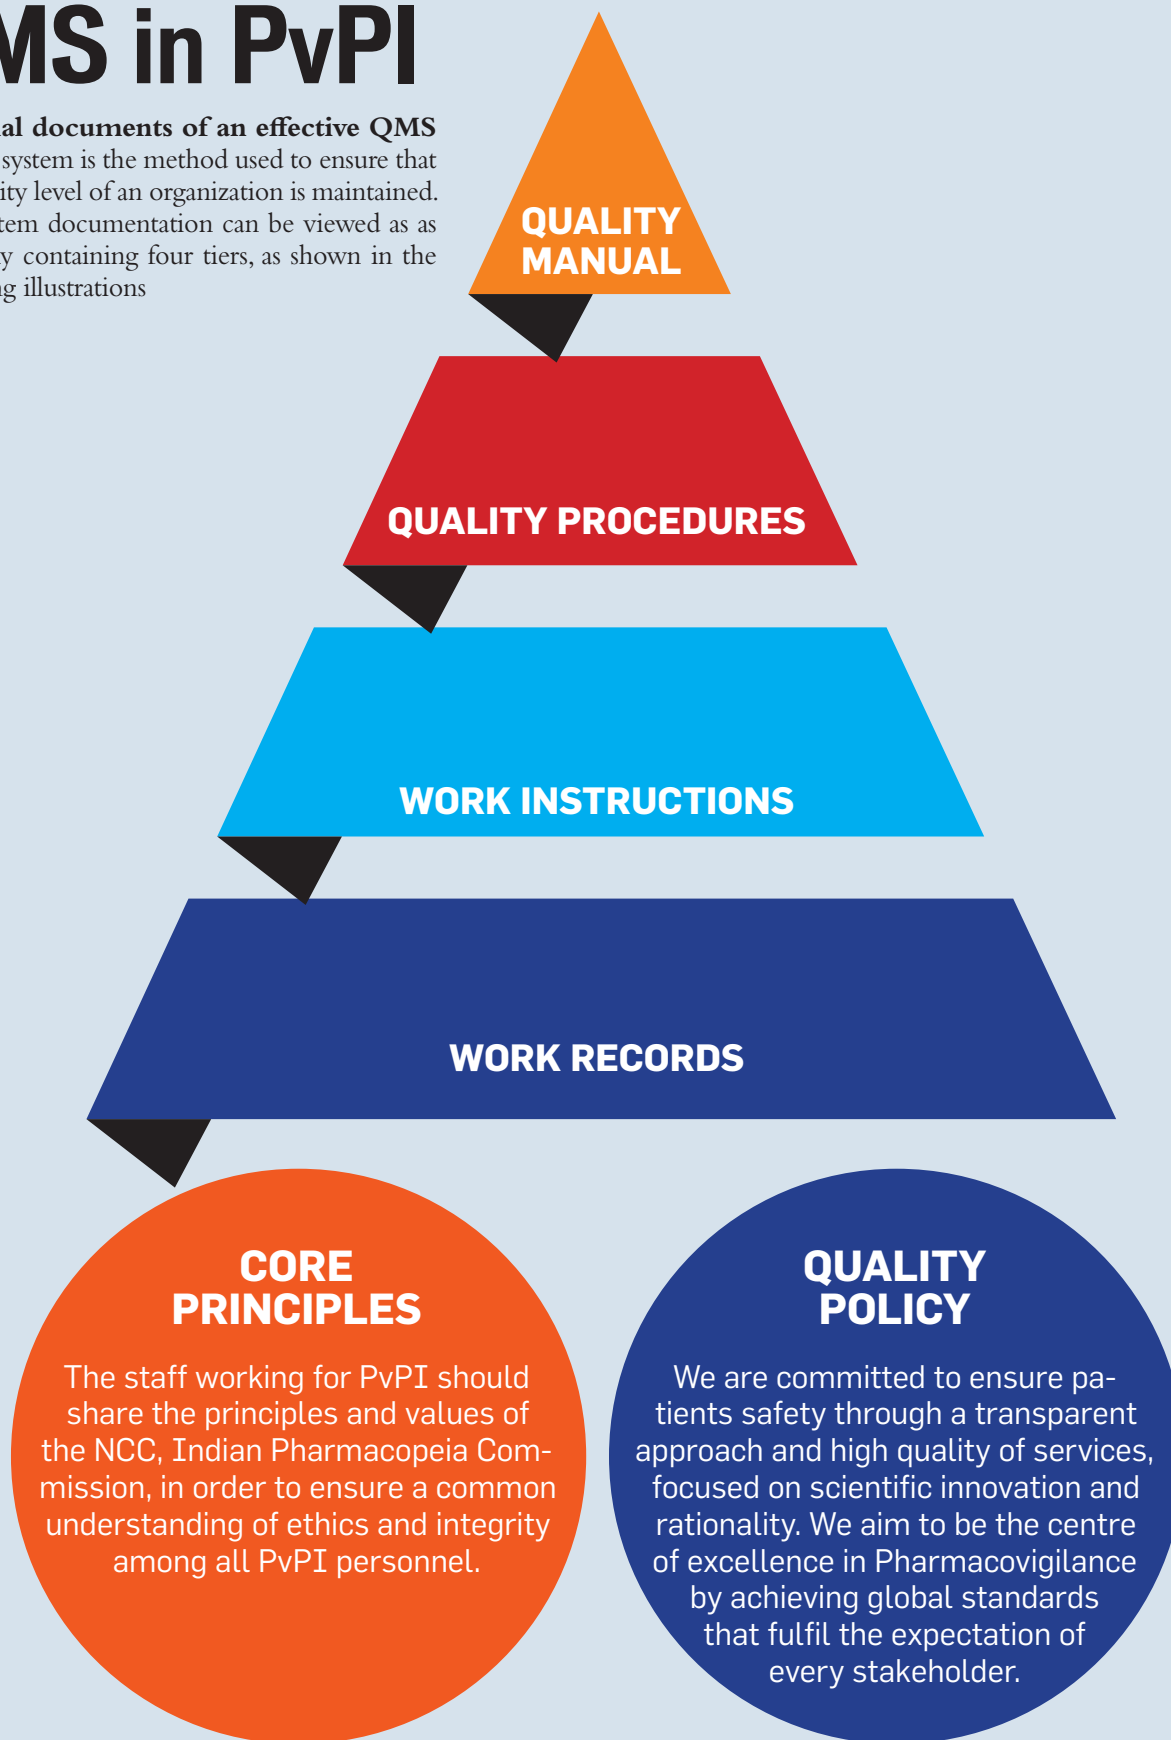 MS in PvPI
al documents of an effective QMS
system is the method used to ensure that
ity level of an organization is maintained.
tem documentation can be viewed as as
y containing four tiers, as shown in the
g illustrations
QUALITY
MANUAL
QUALITY PROCEDURES
WORK INSTRUCTIONS
WORK RECORDS
CORE
PRINCIPLES
The staff working for PvPI should
share the principles and values of
the NCC, Indian Pharmacopeia Com-
mission, in order to ensure a common
understanding of ethics and integrity
among all PvPI personnel.
QUALITY
POLICY
We are committed to ensure pa-
tients safety through a transparent
approach and high quality of services,
focused on scientific innovation and
rationality. We aim to be the centre
of excellence in Pharmacovigilance
by achieving global standards
that fulfil the expectation of
every stakeholder.